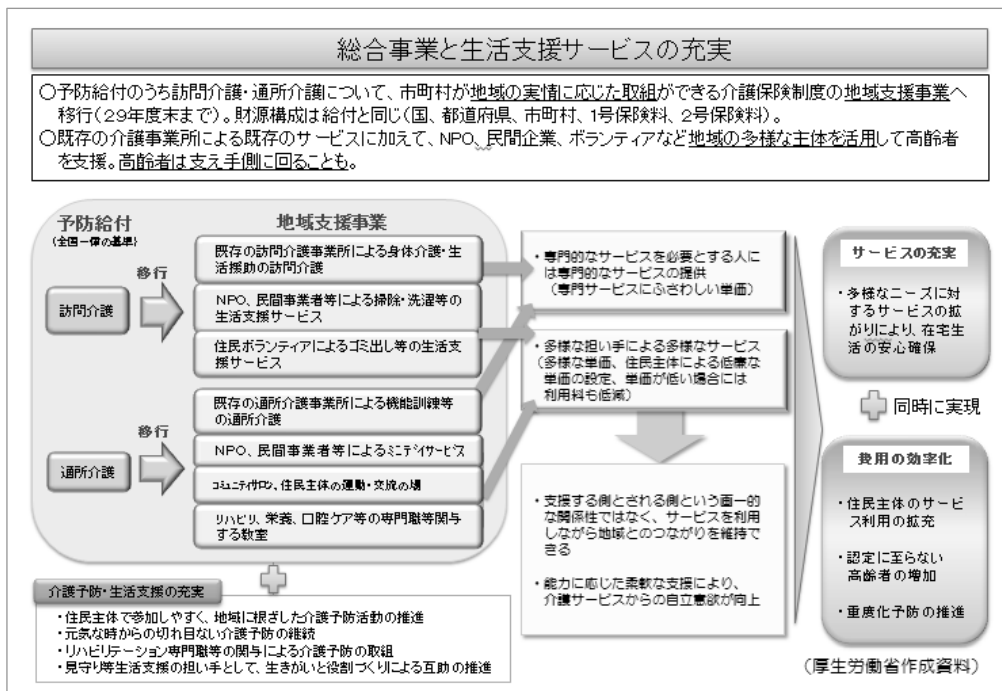 総合事業と生活支援サービスの充実
○予防給付のうち訪問介護・通所介護について、市町村が地域の実情に応じた取組ができる介護保険制度の地域支援事業へ
移行(29年度末まで)。財源構成は給付と同じ(国、都道府県、市町村、1号保険料、2号保険料)。
○既存の介護事業所による既存のサービスに加えて、NPO、民間企業、ボランティアなど地域の多様な主体を活用して高齢者
を支援。高齢者は支え手側に回ることも。
予防給付
(全国一律の基準)
地域支援事業
移行
訪問介護
既存の訪問介護事業所による身体介護・生
活援助の訪問介護
NPO、民間事業者等による掃除・洗濯等の
生活支援サービス
住民ボランティアによるゴミ出し等の生活支
援サービス
移行
通所介護
既存の通所介護事業所による機能訓練等
の通所介護
NPO、民間事業者等によるミニデイサービス
コミュニティサロン、住民主体の運動・交流の場
リハビリ、栄養、口腔ケア等の専門職等関与
する教室
・専門的なサービスを必要とする人に
は専門的なサービスの提供
(専門サービスにふさわしい単価)
・多様な担い手による多様なサービス
(多様な単価、住民主体による低廉な
単価の設定、単価が低い場合には
利用料も低減)
・支援する側とされる側という画一的
な関係性ではなく、サービスを利用
しながら地域とのつながりを維持で
きる
・能力に応じた柔軟な支援により、
介護サービスからの自立意欲が向上
サービスの充実
・多様なニーズに対
するサービスの拡
がりにより、在宅生
活の安心確保
同時に実現
費用の効率化
・住民主体のサービ
ス利用の拡充
・認定に至らない
高齢者の増加
・重度化予防の推進
介護予防・生活支援の充実
・住民主体で参加しやすく、地域に根ざした介護予防活動の推進
・元気な時からの切れ目ない介護予防の継続
・リハビリテーション専門職等の関与による介護予防の取組
・見守り等生活支援の担い手として、生きがいと役割づくりによる互助の推進
(厚生労働省作成資料)